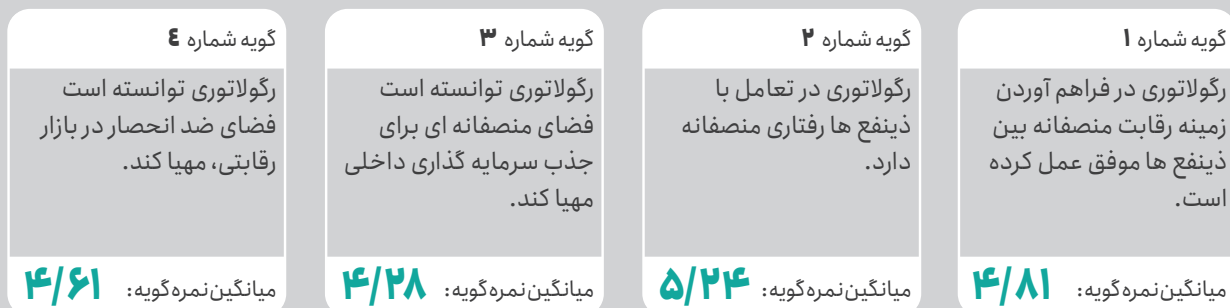 گویه شماره ۱
رگولاتوری در فراهم آوردن
زمینه رقابت منصفانه بین
ذینفع ها موفق عمل کرده
است.
میانگین نمره گویه: ۴/۸۱
گویه شماره ۲
رگولاتوری در تعامل با
ذینفع ها رفتاری منصفانه
دارد.
میانگین نمره گویه: ۵/۲۴
گویه شماره ۳
رگولاتوری توانسته است
فضای منصفانه ای برای
جذب سرمایه گذاری داخلی
مهیا کند.
میانگین نمره گویه: ۴/۲۸
گویه شماره ٤
رگولاتوری توانسته است
فضای ضد انحصار در بازار
رقابتی، مهیا کند.
میانگین نمره گویه: ۴/۶۱